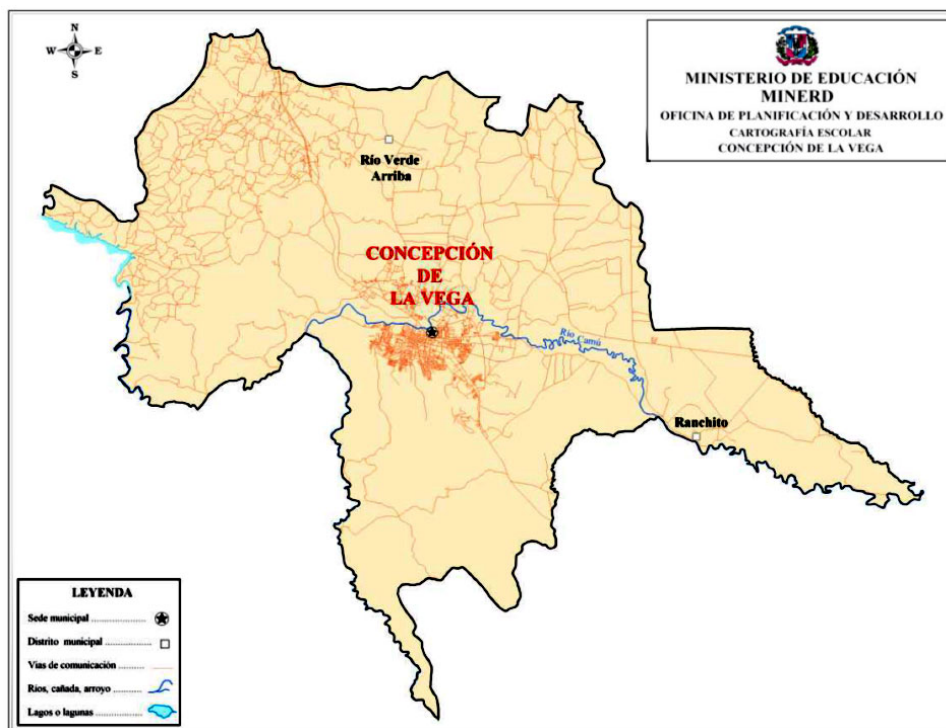 N
W E
S
MINISTERIO DE EDUCACIÓN
MINERD
OFICINA DE PLANIFICACIÓN Y DESARROLLO
CARTOGRAFÍA ESCOLAR
CONCEPCIÓN DE LA VEGA
Río Verde
Arriba
CONCEPCIÓN
DE
LA VEGA
Río Camú
Ranchito
LEYENDA
Sede municipal ......................
Distrito municipal ..................
Vias de comunicación ..........
Ríos, cañada, arroyo .............
Lagos o lagunas ....................